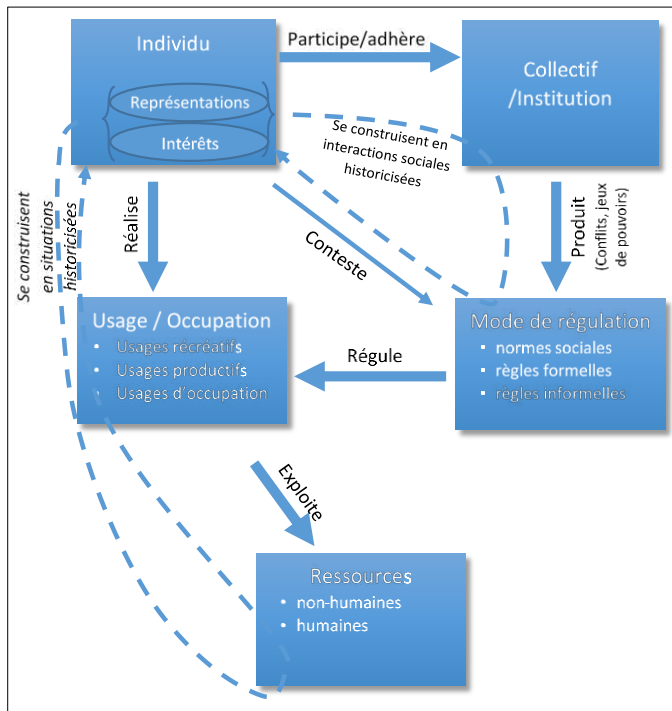 Individu
Représentations
Intérêts
Participe/adhère
Collectif
/Institution
Se construisent en
interactions sociales
historicisées
Se construisent
en situations
historicisées
Réalise
Conteste
Produit
(Conflits, jeux
de pouvoirs)
Usage / Occupation
• Usages récréatifs
• Usages productifs
• Usages d'occupation
Régule
Mode de régulation
▪ normes sociales
▪ règles formelles
▪ règles informelles
Exploite
Ressources
• non-humaines
• humaines